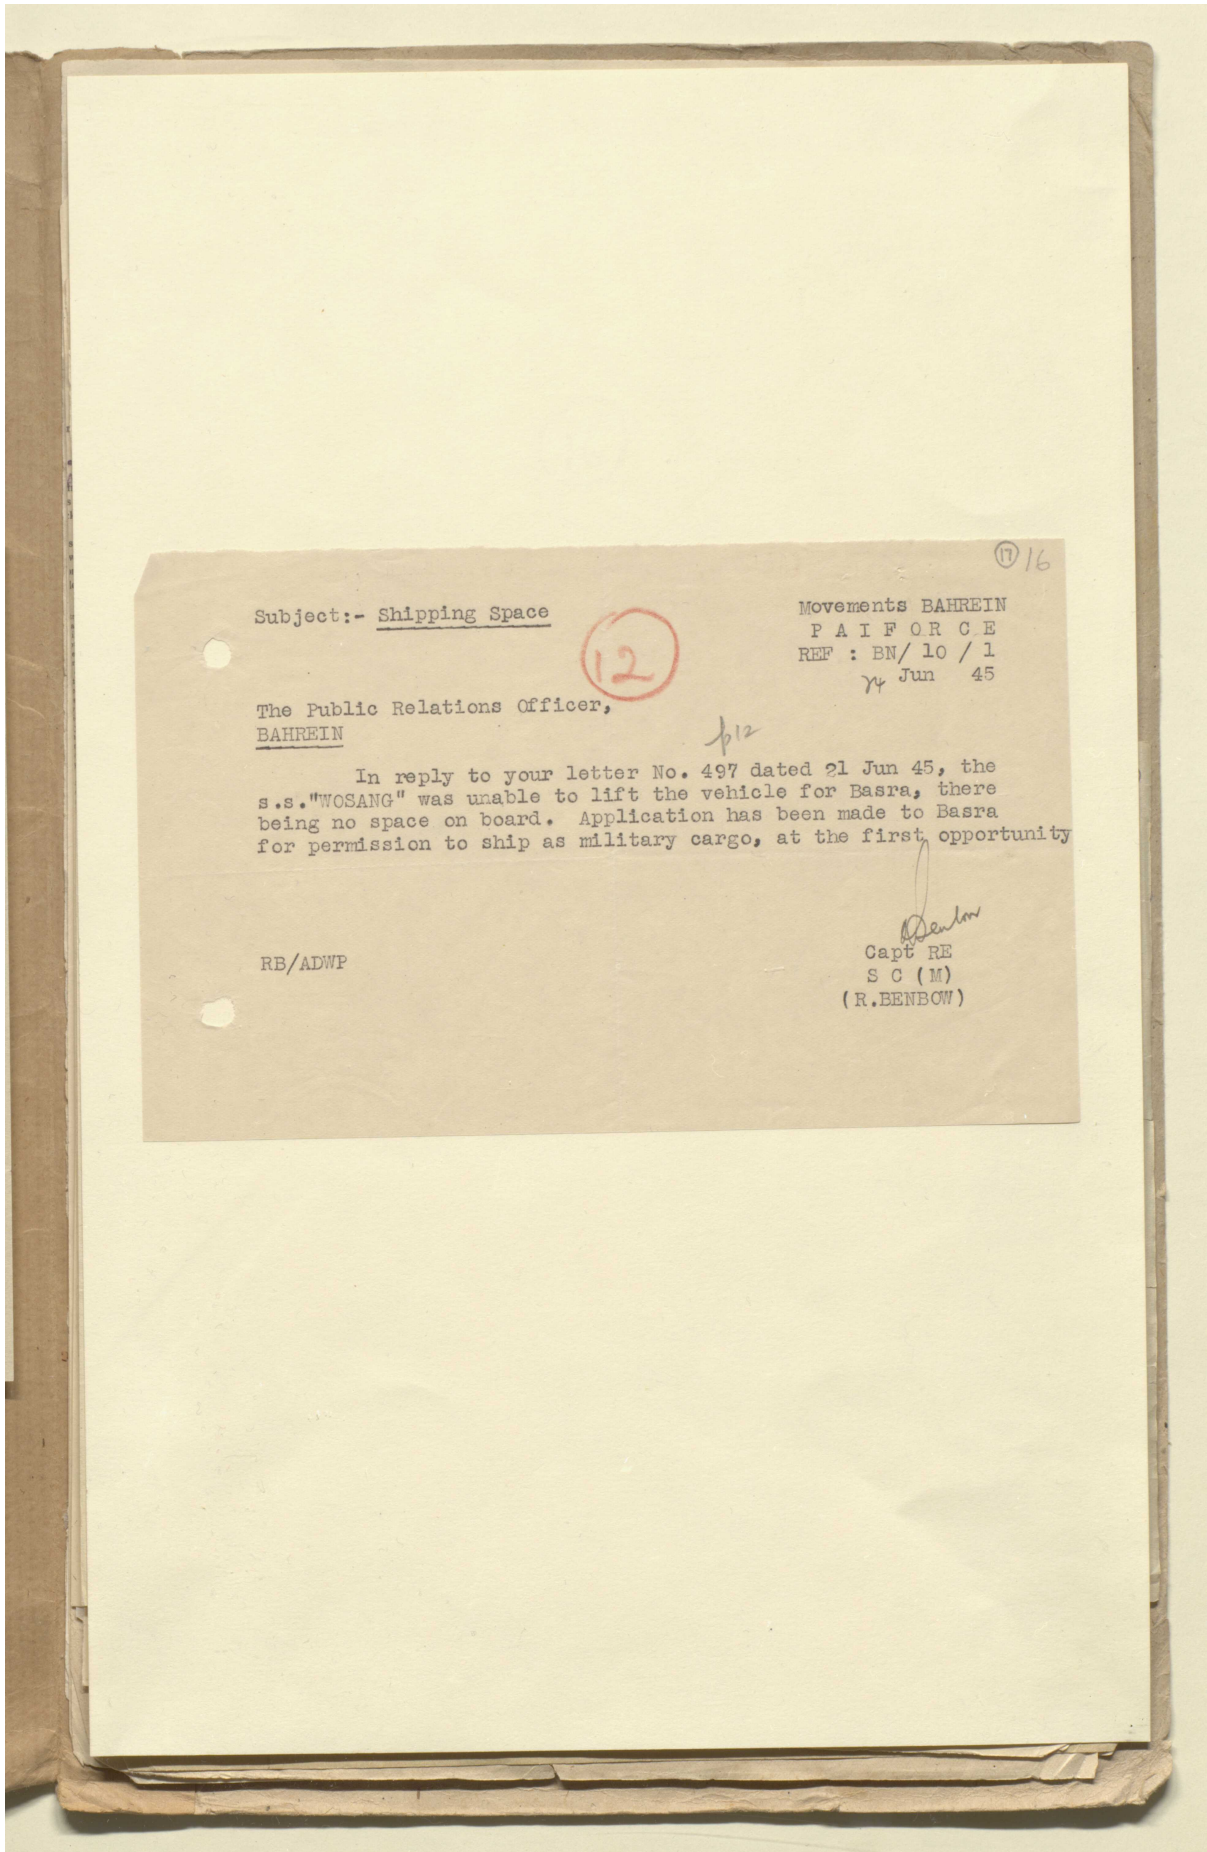 17 16
Subject:- Shipping Space
Movements BAHREIN
P A I F O R C E
REF : BN/ 10 / 1
24 Jun 45
12
The Public Relations Officer,
BAHREIN
p12
In reply to your letter No. 497 dated 21 Jun 45, the
s.s."WOSANG" was unable to lift the vehicle for Basra, there
being no space on board. Application has been made to Basra
for permission to ship as military cargo, at the first opportunity
RBenbow
Capt RE
RB/ADWP
S C (M)
(R.BENBOW)